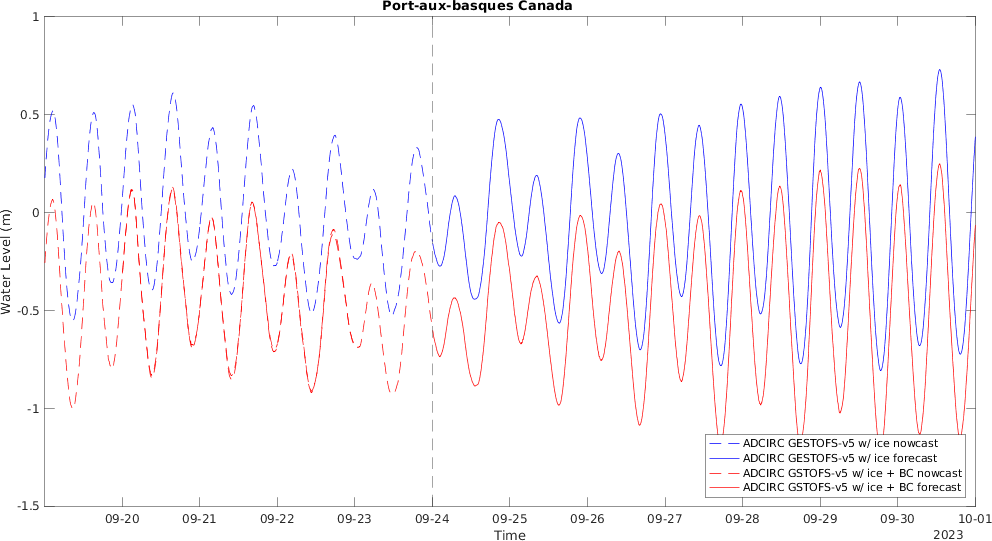 Port-aux-basques Canada
1
0.5
0
-0.5
-1
-1.5
Water Level (m)
ADCIRC GESTOFS-v5 w/ ice nowcast
ADCIRC GESTOFS-v5 w/ ice forecast
ADCIRC GSTOFS-v5 w/ ice + BC nowcast
ADCIRC GSTOFS-v5 w/ ice + BC forecast
09-20 09-21 09-22 09-23 09-24 09-25 09-26 09-27 09-28 09-29 09-30 10-01
Time
2023